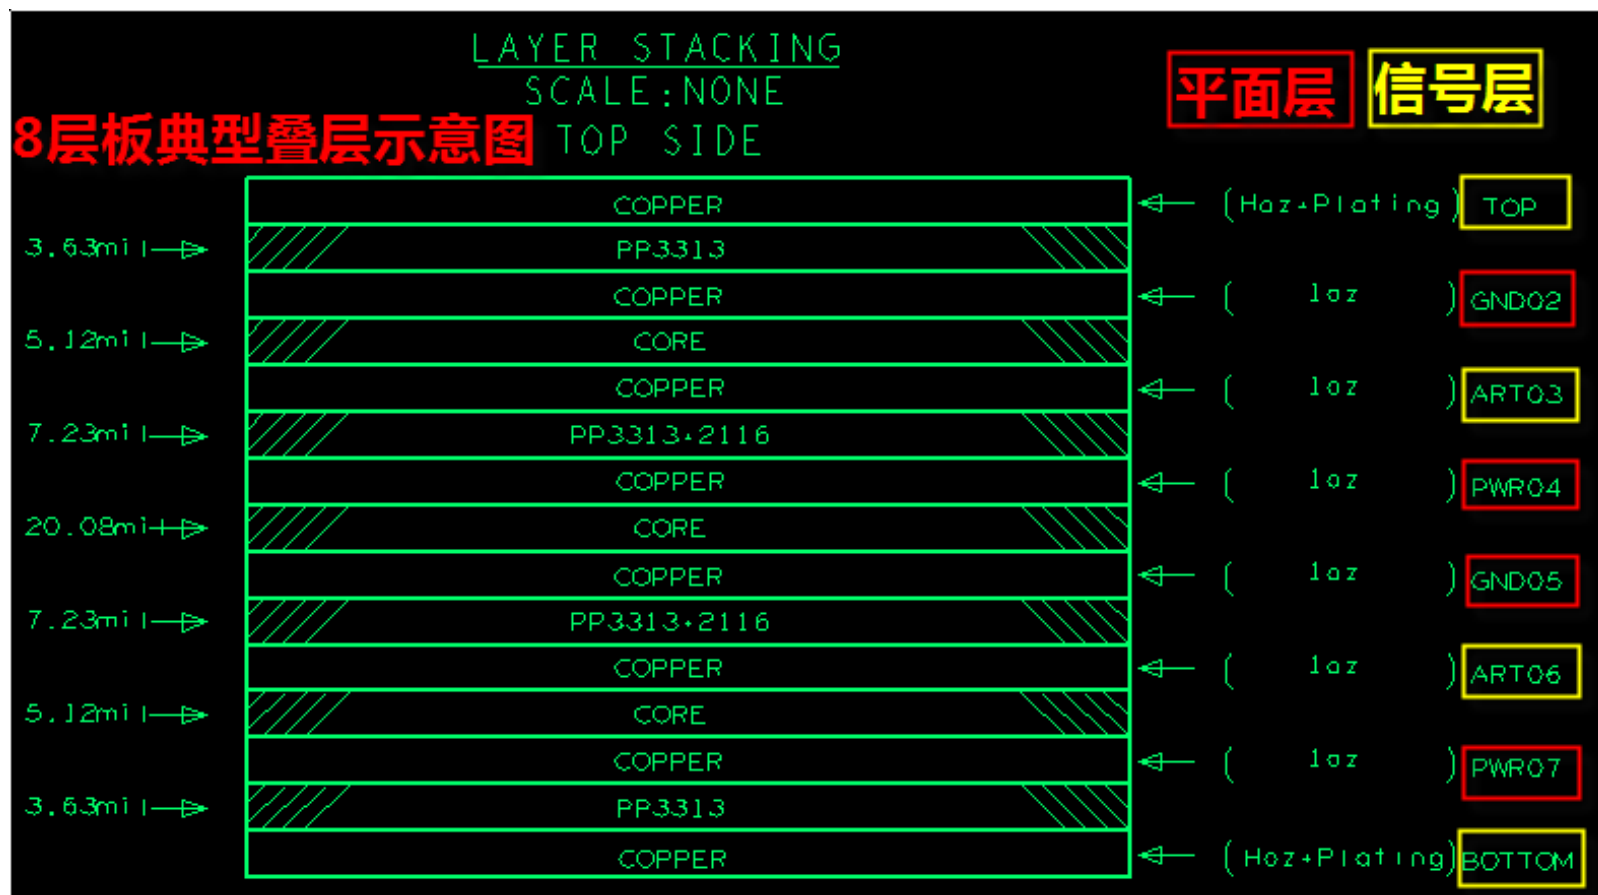 LAYER STACKING
SCALE:NONE
平面层 信号层
8层板典型叠层示意图 TOP SIDE
COPPER (Hoz+Plating) TOP
3.63mil PP3313
COPPER ( 1oz ) GND02
5.12mil CORE
COPPER ( 1oz ) ART03
7.23mil PP3313+2116
COPPER ( 1oz ) PWR04
20.08mil CORE
COPPER ( 1oz ) GND05
7.23mil PP3313+2116
COPPER ( 1oz ) ART06
5.12mil CORE
COPPER ( 1oz ) PWR07
3.63mil PP3313
COPPER (Hoz+Plating) BOTTOM